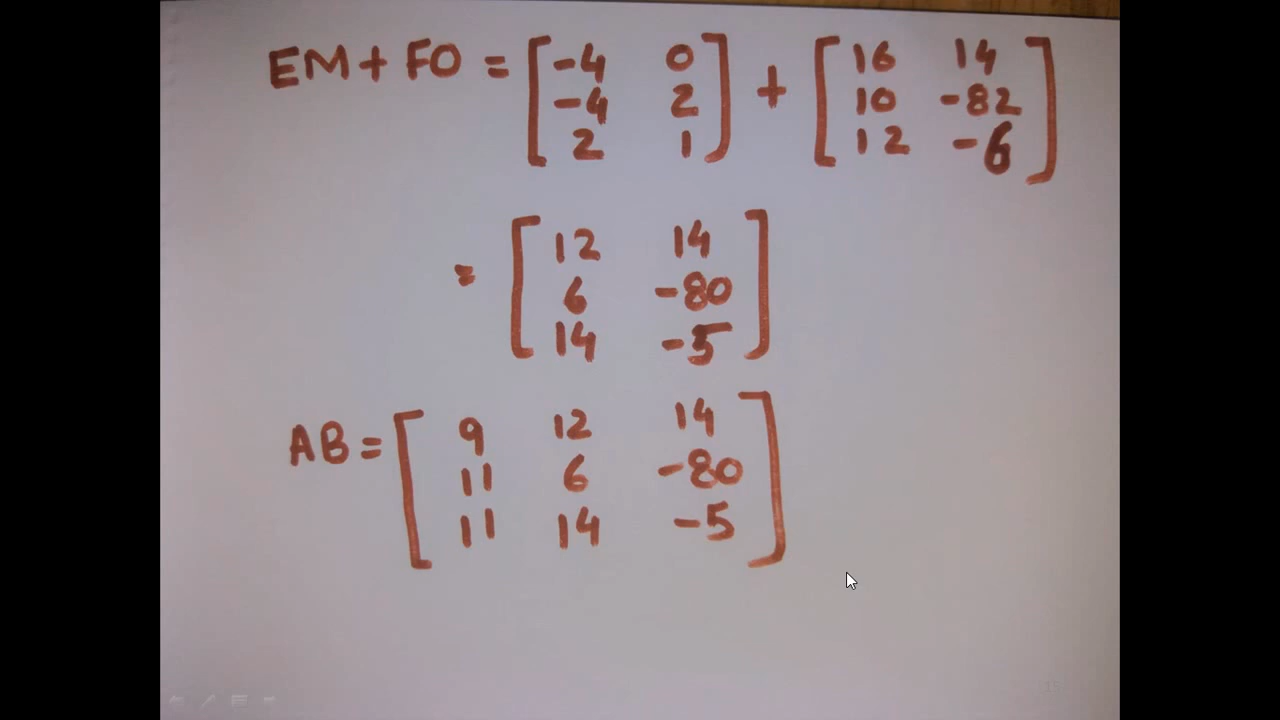 EM + FO = [ -4 0 ] + [ 16 14 ]
-4 2 10 -82
2 1 12 -6
= [ 12 14 ]
6 -80
14 -5
AB = [ 9 12 14 ]
11 6 -80
11 14 -5